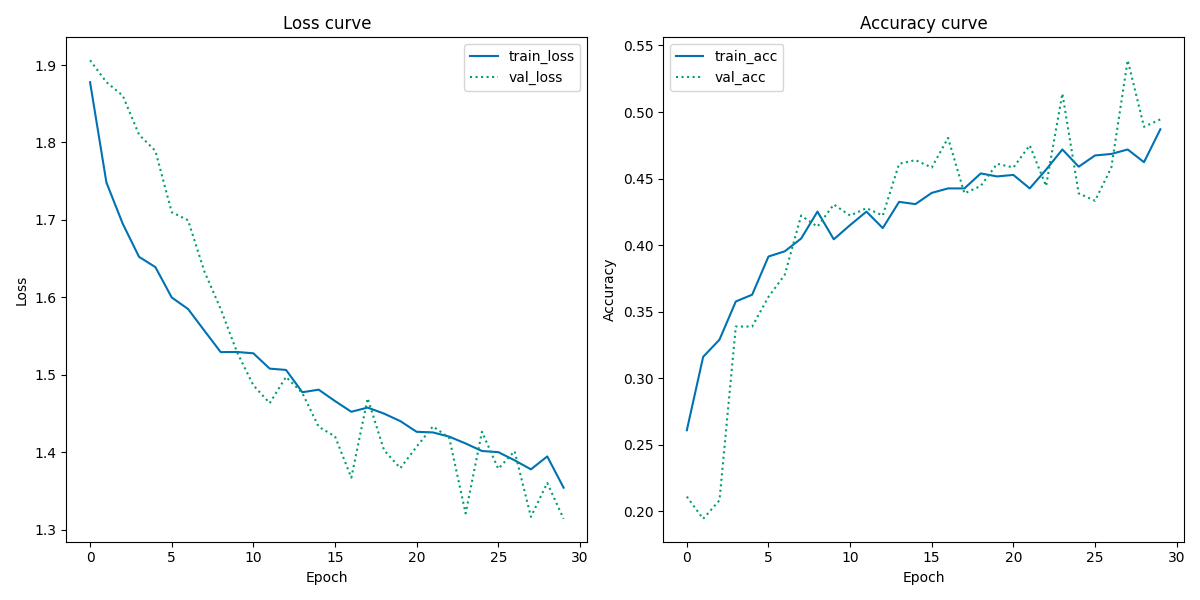 Loss curve
train_loss
val_loss
1.9
1.8
1.7
1.6
1.5
1.4
1.3
Loss
0 5 10 15 20 25 30
Epoch
Accuracy curve
train_acc
val_acc
0.55
0.50
0.45
0.40
0.35
0.30
0.25
0.20
Accuracy
0 5 10 15 20 25 30
Epoch